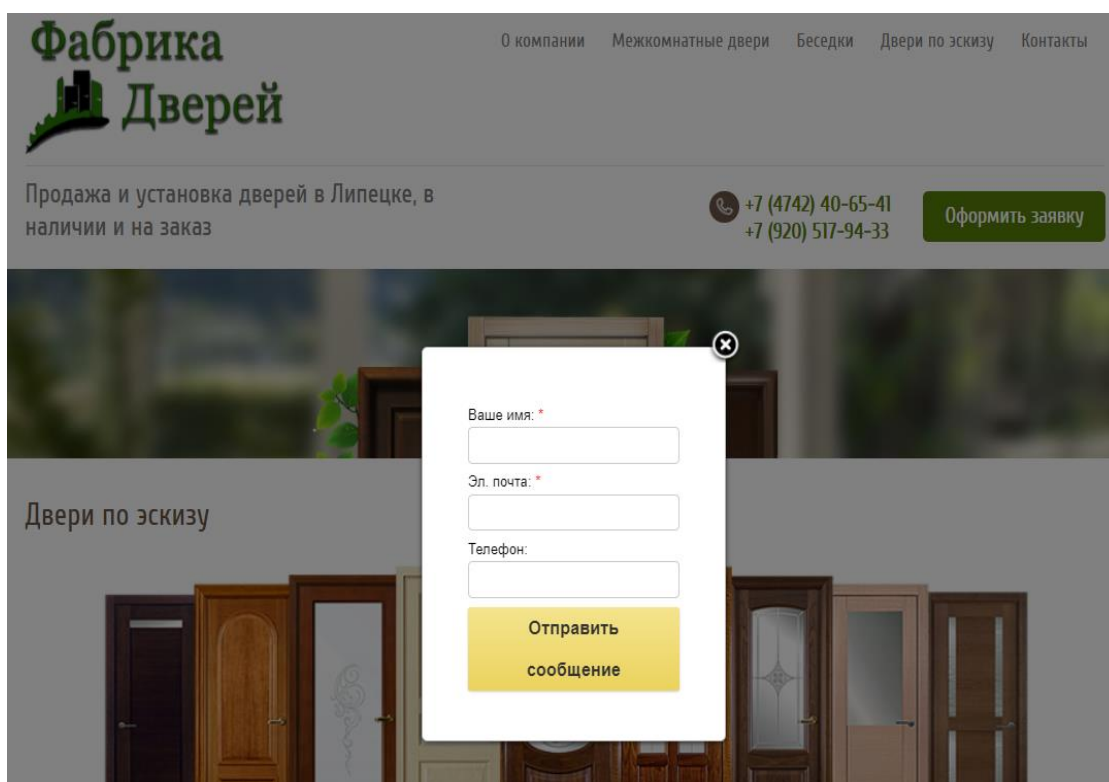 Фабрика
Дверей
О компании Межкомнатные двери Беседки Двери по эскизу Контакты
Продажа и установка дверей в Липецке, в
наличии и на заказ
+7 (4742) 40-65-41
+7 (920) 517-94-33
Оформить заявку
Ваше имя: *
Эл. почта: *
Телефон:
Отправить
сообщение
Двери по эскизу